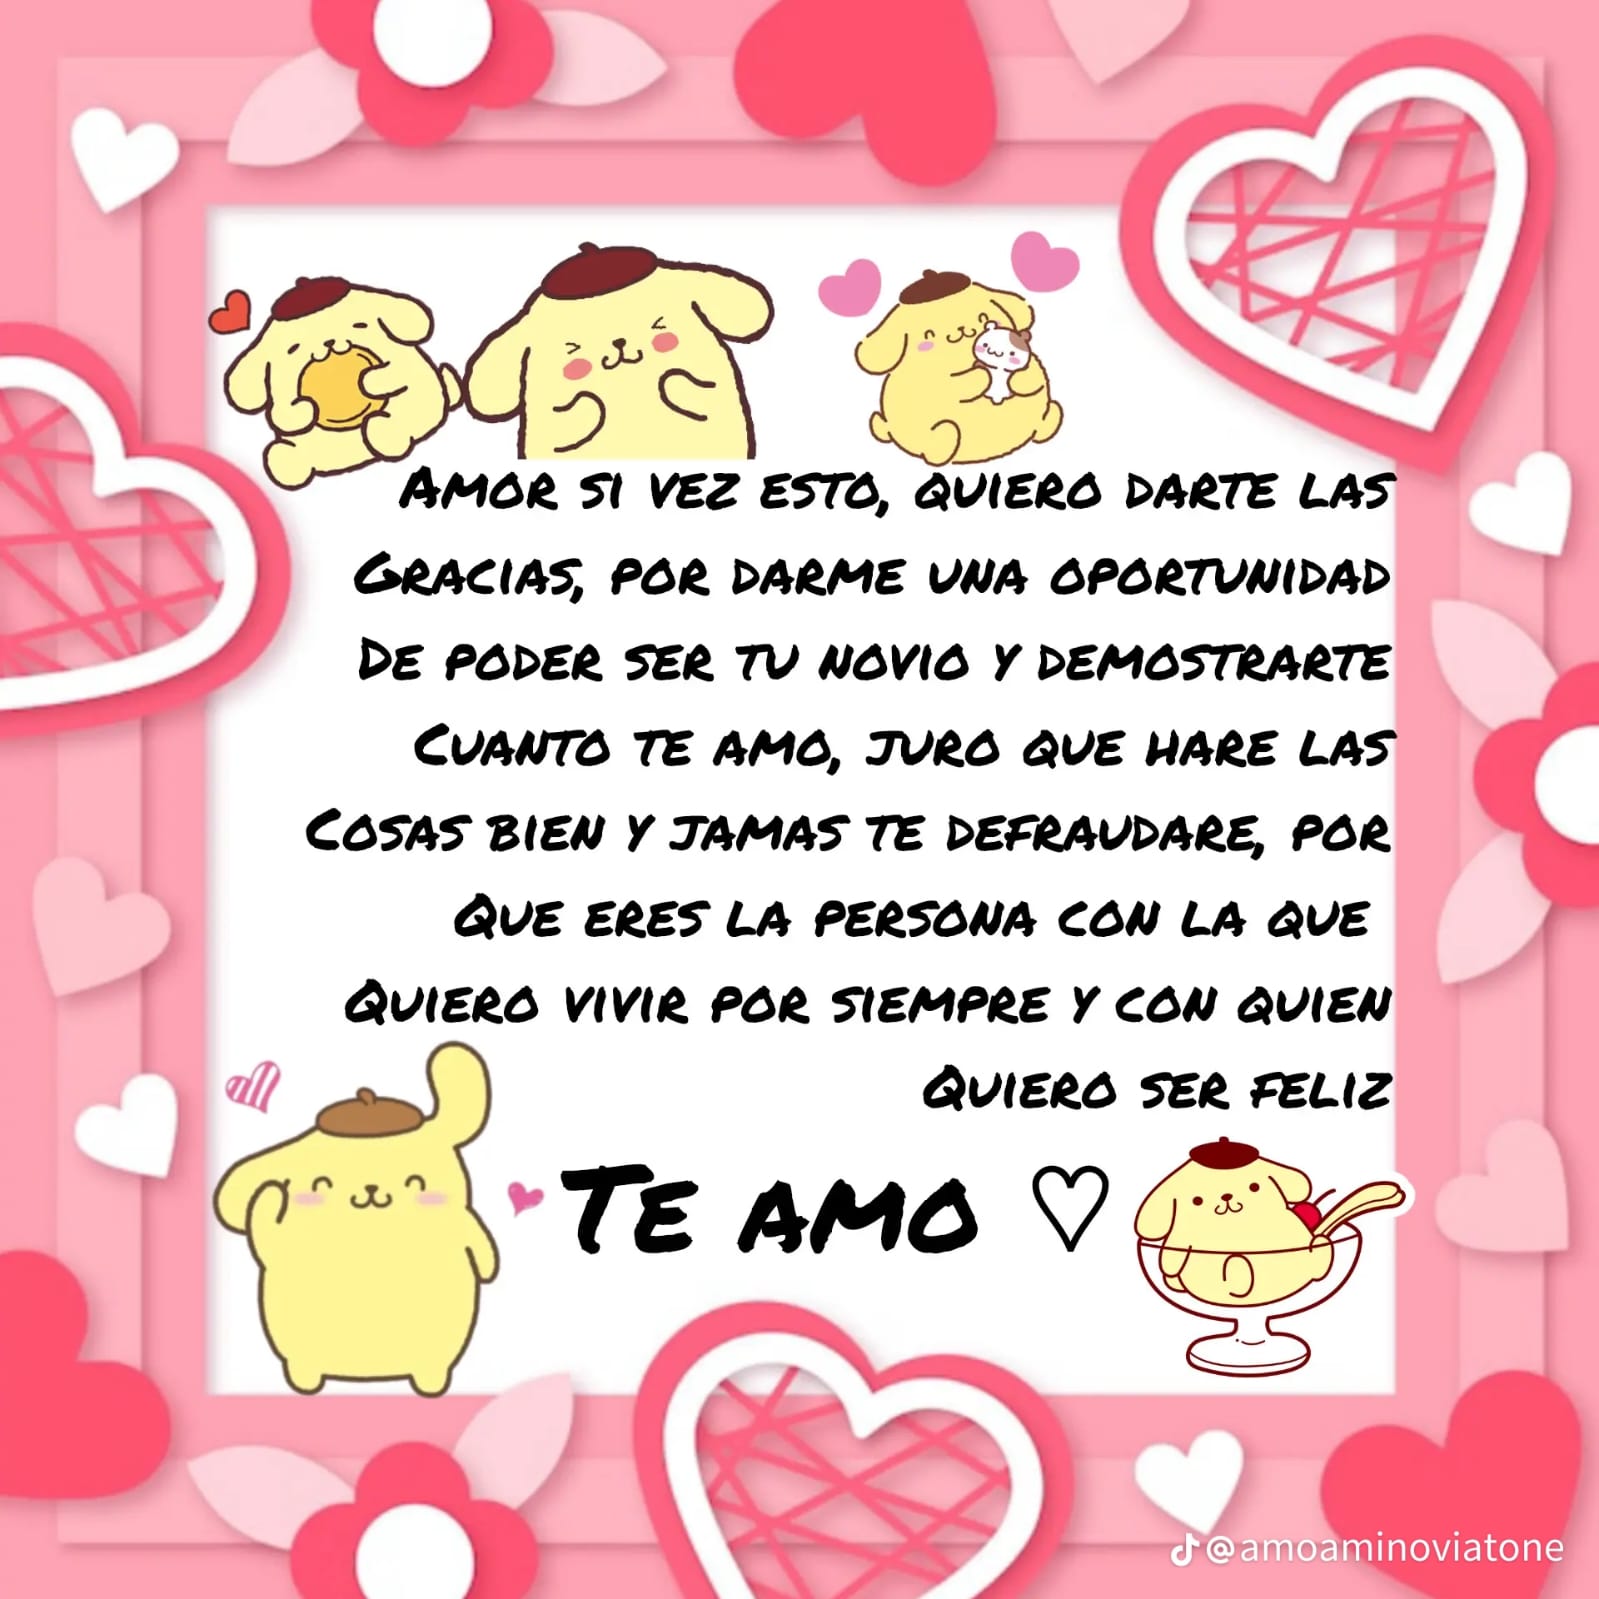 Amor si vez esto, quiero darte las
Gracias, por darme una oportunidad
De poder ser tu novio y demostrarte
Cuanto te amo, juro que hare las
Cosas bien y jamas te defraudare, por
Que eres la persona con la que
Quiero vivir por siempre y con quien
Quiero ser feliz
Te amo ♡
@amoaminoviatone